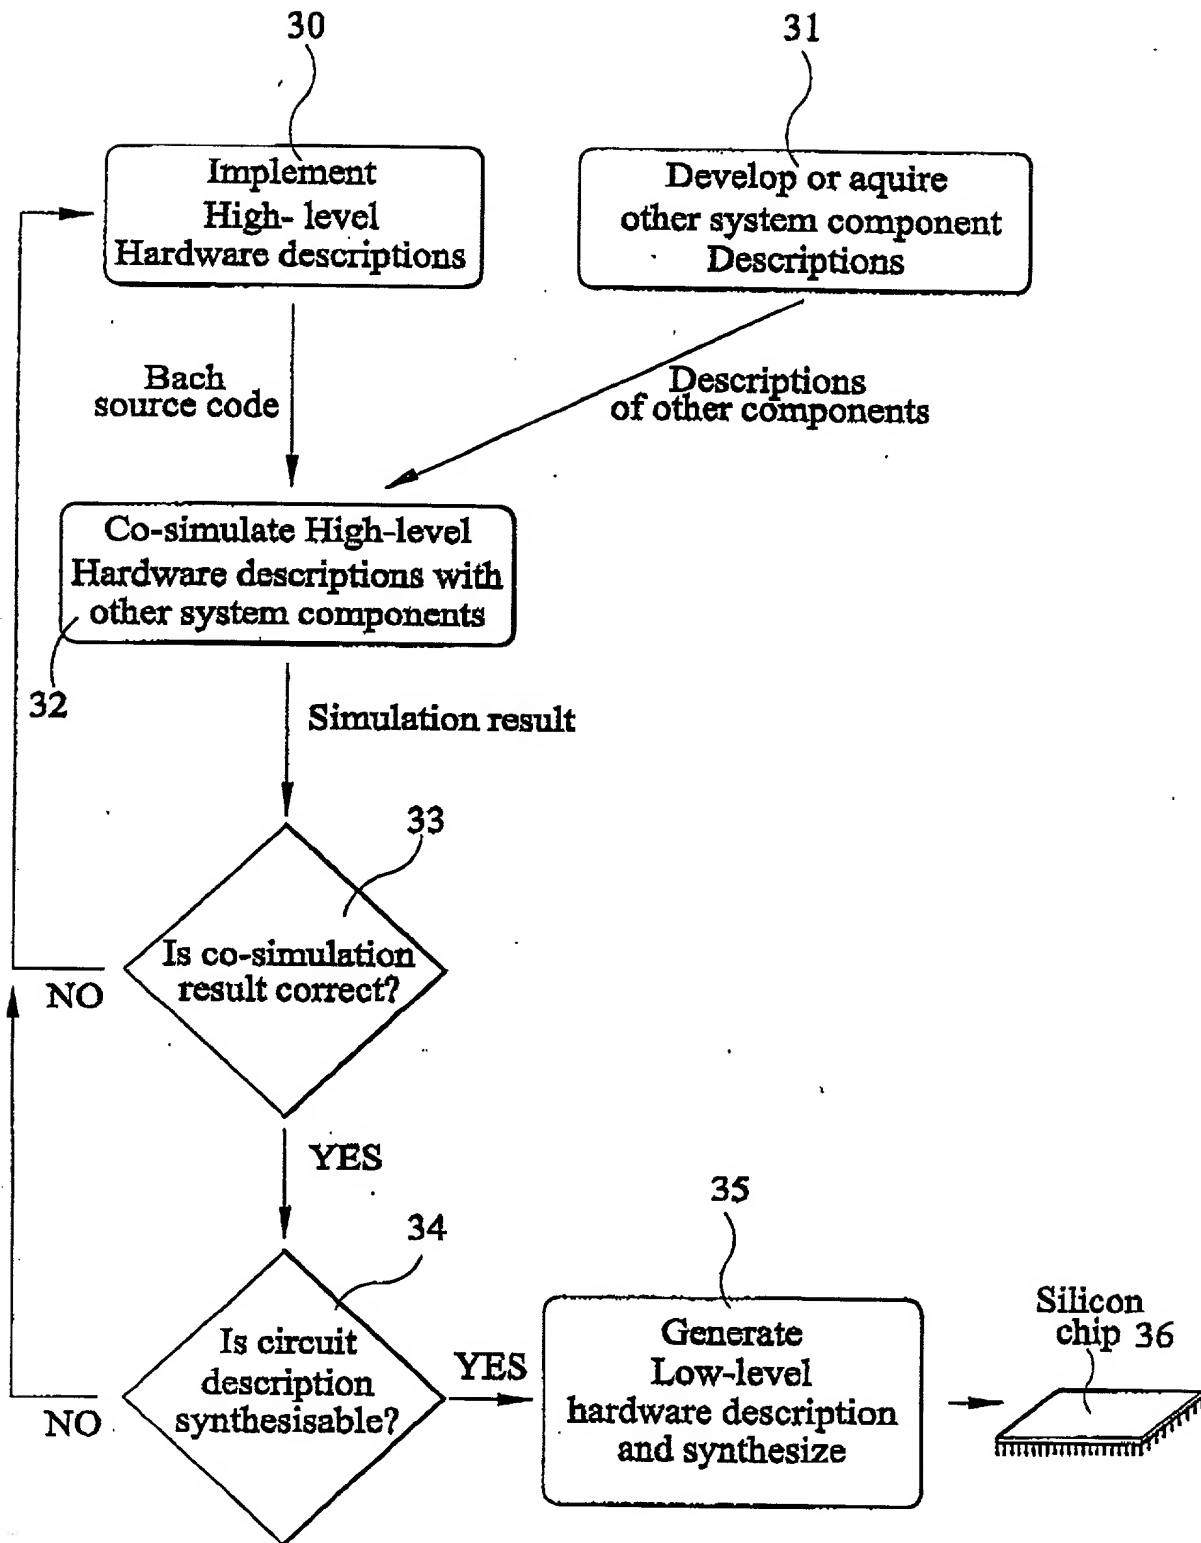 30
31
Implement
High- level
Hardware descriptions
Develop or aquire
other system component
Descriptions
Bach
source code
Descriptions
of other components
Co-simulate High-level
Hardware descriptions with
other system components
32
Simulation result
33
Is co-simulation
result correct?
NO
YES
34
35
Is circuit
description
synthesisable?
YES
NO
Generate
Low-level
hardware description
and synthesize
Silicon
chip 36